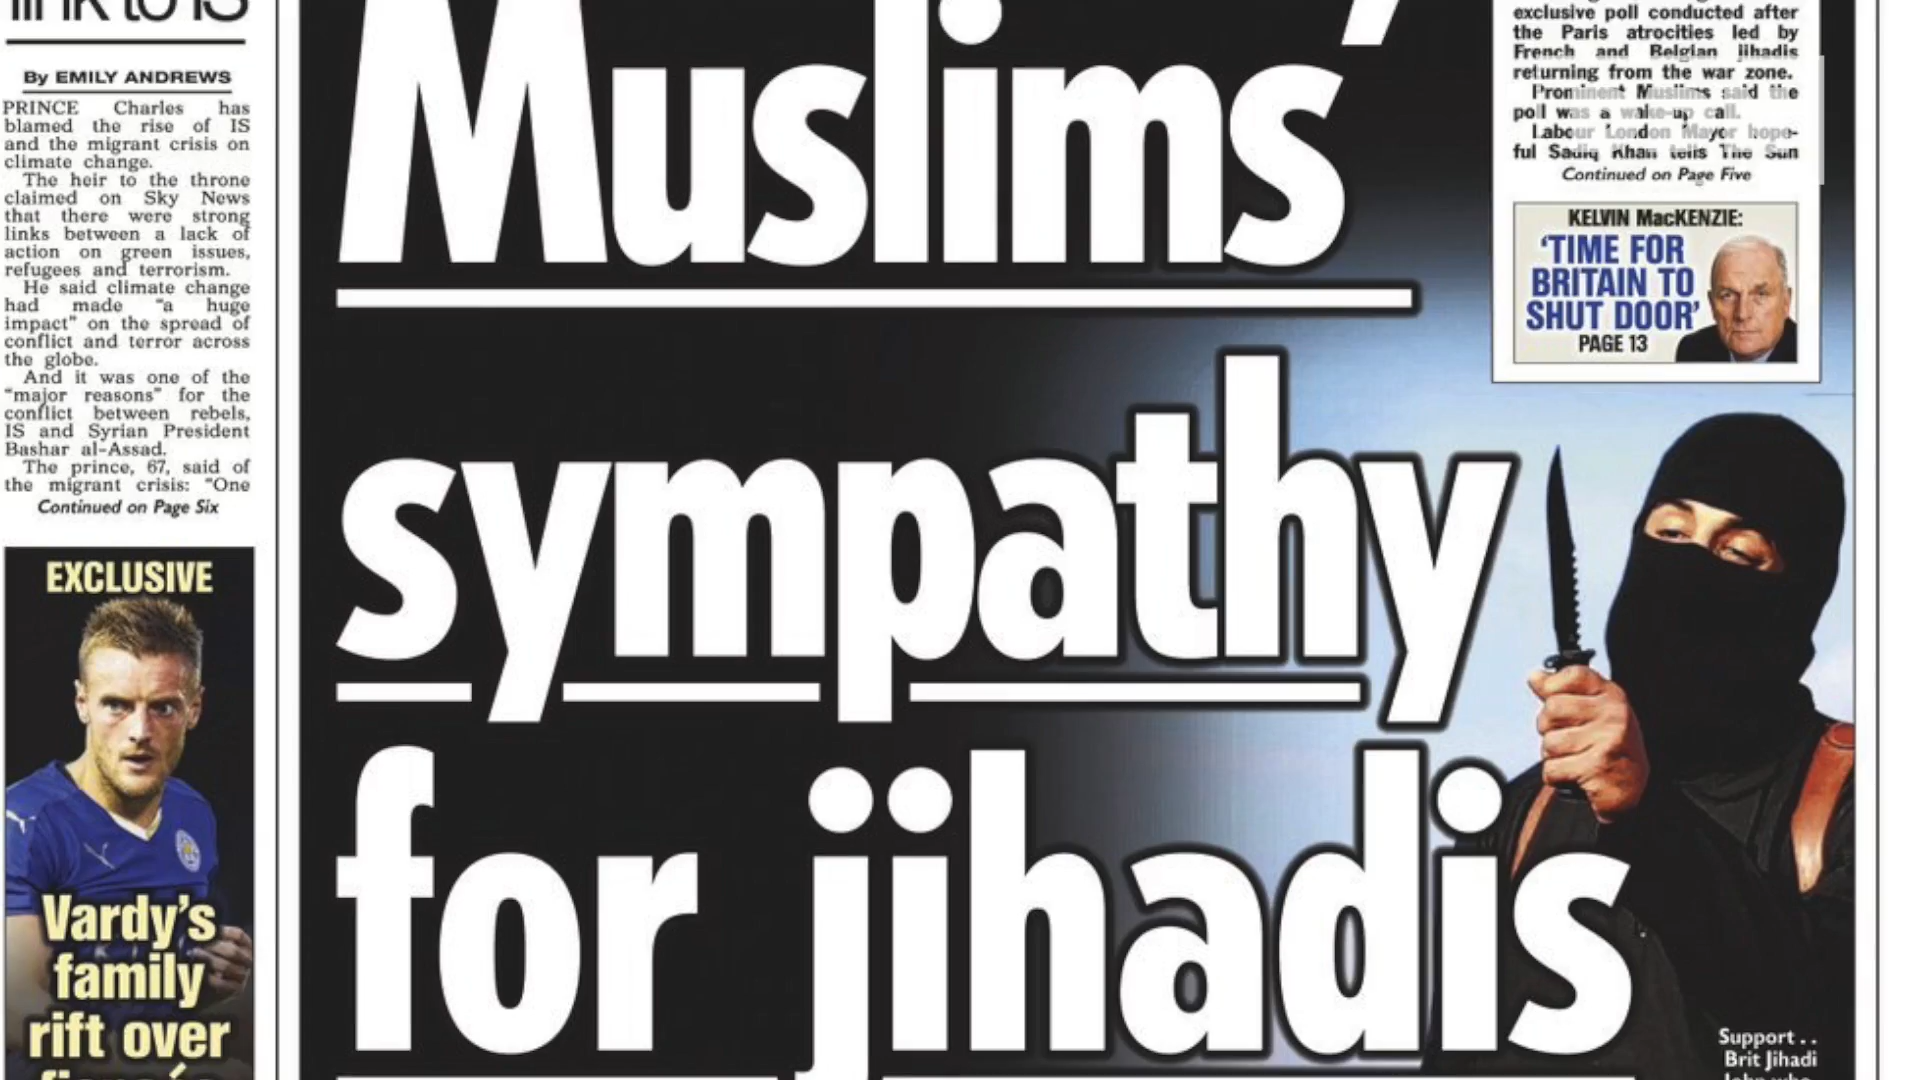 link to IS
By EMILY ANDREWS
PRINCE Charles has
blamed the rise of IS
and the migrant crisis on
climate change.
The heir to the throne
claimed on Sky News
that there were strong
links between a lack of
action on green issues,
refugees and terrorism.
He said climate change
had made "a huge
impact" on the spread of
conflict and terror across
the globe.
And it was one of the
"major reasons" for the
conflict between rebels,
IS and Syrian President
Bashar al-Assad.
The prince, 67, said of
the migrant crisis: "One
Continued on Page Six
EXCLUSIVE
Vardy's
family
rift over
Muslims'
sympathy
for jihadis
exclusive poll conducted after
the Paris atrocities led by
French and Belgian jihadis
returning from the war zone.
Prominent Muslims said the
poll was a wake-up call.
Labour London Mayor hope-
ful Sadiq Khan tells The Sun
Continued on Page Five
KELVIN MacKENZIE:
'TIME FOR
BRITAIN TO
SHUT DOOR'
PAGE 13
Support . .
Brit Jihadi